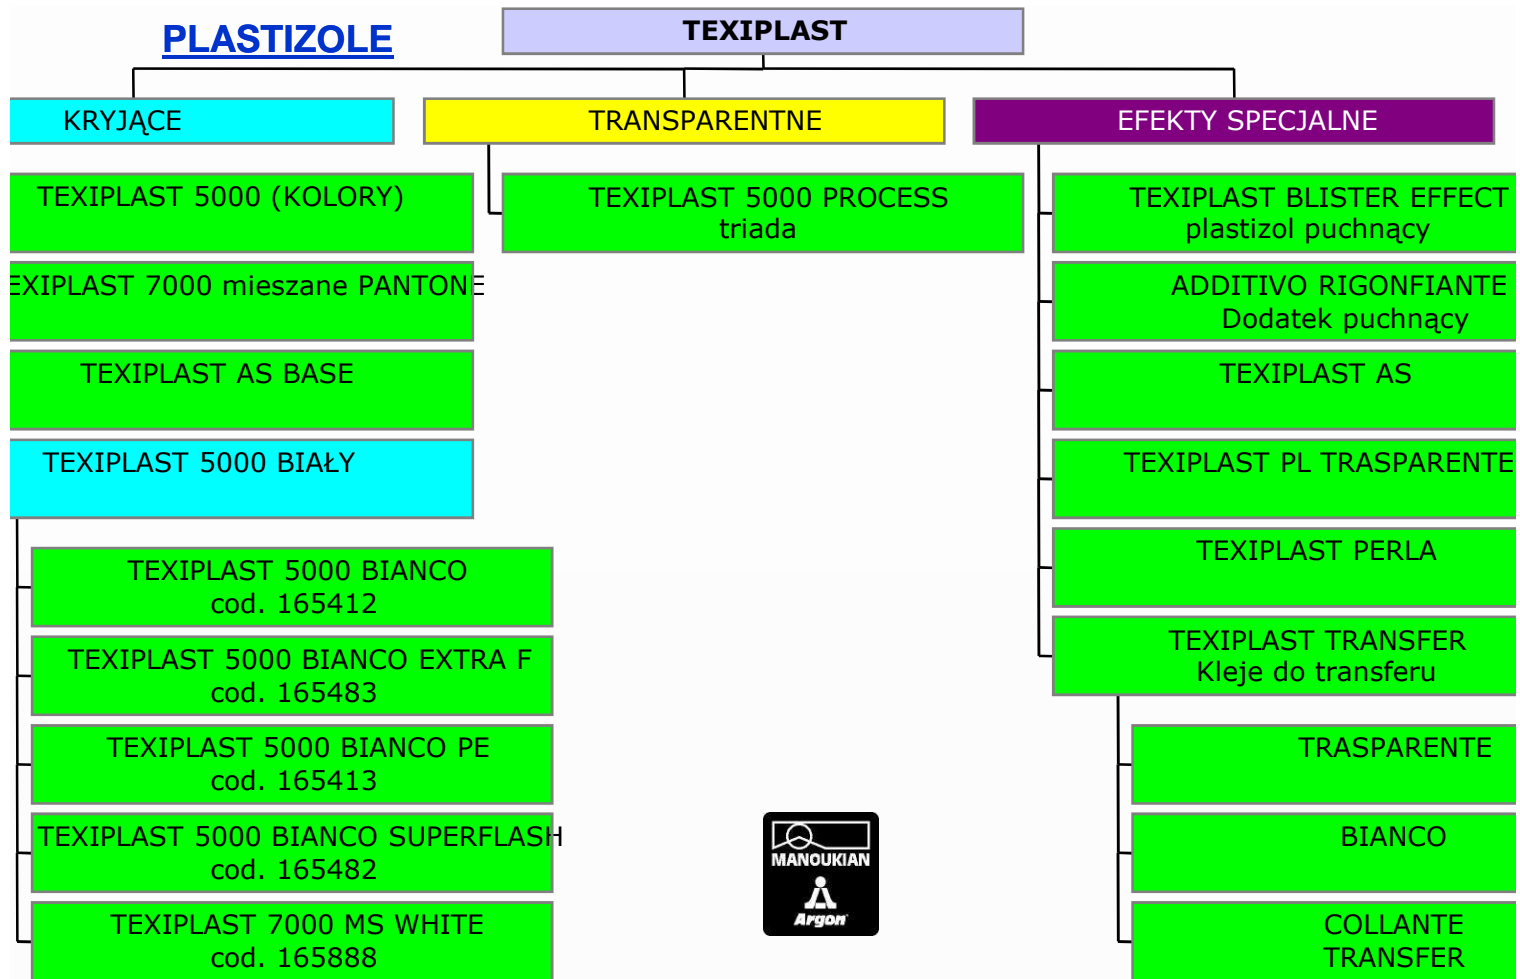 PLASTIZOLE
TEXIPLAST
KRYJĄCE
TRANSPARENTNE
EFEKTY SPECJALNE
TEXIPLAST 5000 (KOLORY)
EXIPLAST 7000 mieszane PANTONE
TEXIPLAST AS BASE
TEXIPLAST 5000 BIAŁY
TEXIPLAST 5000 BIANCO
cod. 165412
TEXIPLAST 5000 BIANCO EXTRA F
cod. 165483
TEXIPLAST 5000 BIANCO PE
cod. 165413
TEXIPLAST 5000 BIANCO SUPERFLASH
cod. 165482
TEXIPLAST 7000 MS WHITE
cod. 165888
TEXIPLAST 5000 PROCESS
triada
TEXIPLAST BLISTER EFFECT
plastizol puchnący
ADDITIVO RIGONFIANTE
Dodatek puchnący
TEXIPLAST AS
TEXIPLAST PL TRASPARENTE
TEXIPLAST PERLA
TEXIPLAST TRANSFER
Kleje do transferu
TRASPARENTE
BIANCO
COLLANTE
TRANSFER
MANOUKIAN
Argon